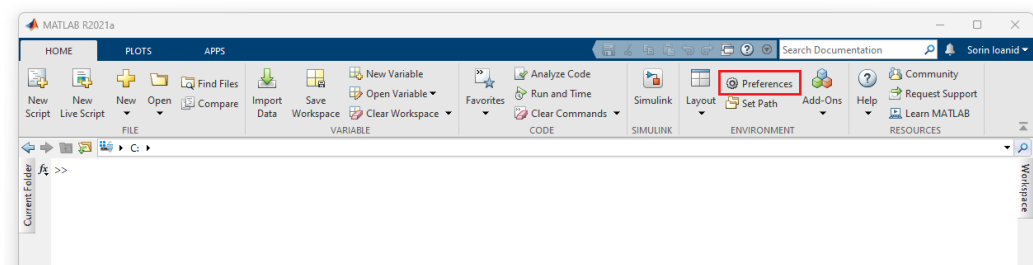 MATLAB R2021a
HOME PLOTS APPS Search Documentation Sorin Ioanid
New Script
New Live Script
New
Open
Find Files
Compare
FILE
Import Data
Save Workspace
New Variable
Open Variable
Clear Workspace
VARIABLE
Favorites
Analyze Code
Run and Time
Clear Commands
CODE
Simulink
SIMULINK
Layout
Preferences
Set Path
Add-Ons
ENVIRONMENT
Help
Community
Request Support
Learn MATLAB
RESOURCES
C:
Current Folder
fx >>
Workspace